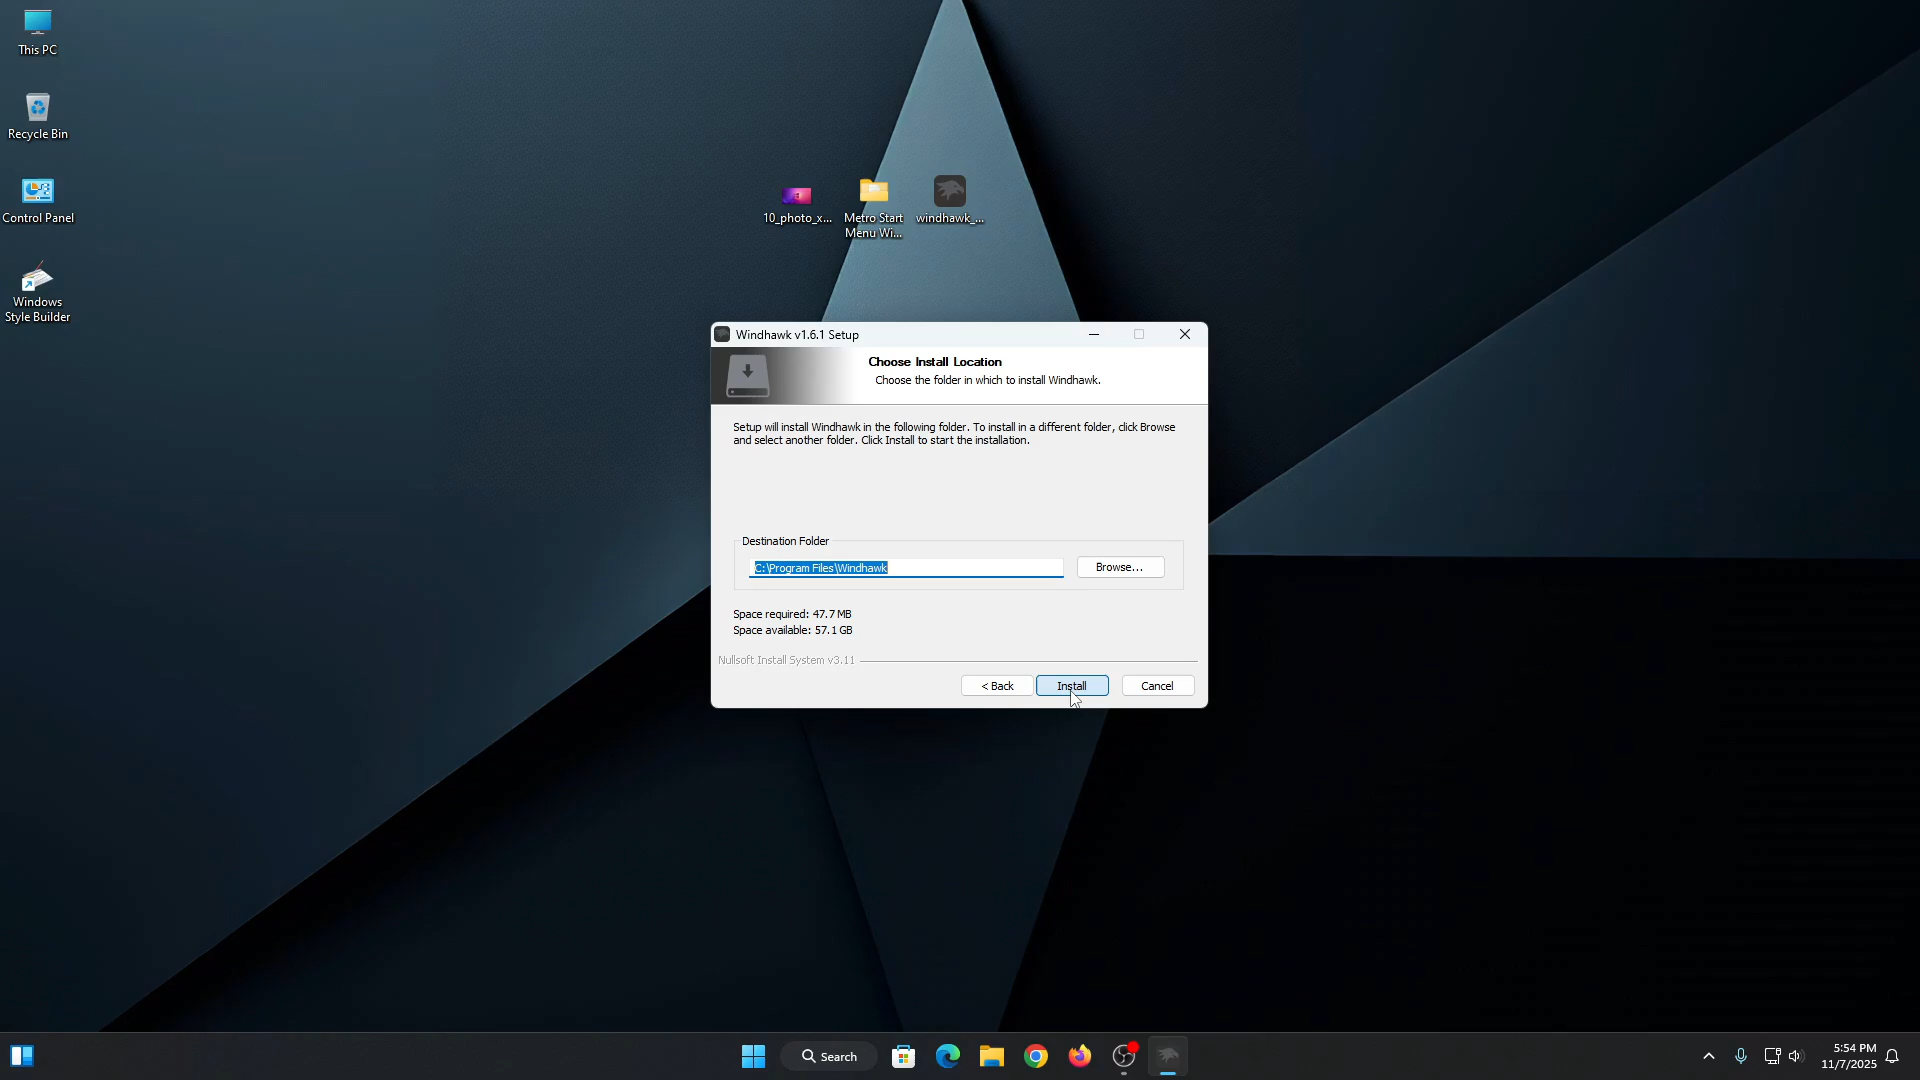 This PC
Recycle Bin
Control Panel
Windows
Style Builder
10_photo_x...
Metro Start
Menu Wi...
windhawk_...
Windhawk v1.6.1 Setup
Choose Install Location
Choose the folder in which to install Windhawk.
Setup will install Windhawk in the following folder. To install in a different folder, click Browse
and select another folder. Click Install to start the installation.
Destination Folder
C:\Program Files\Windhawk
Browse...
Space required: 47.7 MB
Space available: 57.1 GB
Nullsoft Install System v3.11
< Back
Install
Cancel
Search
5:54 PM
11/7/2025